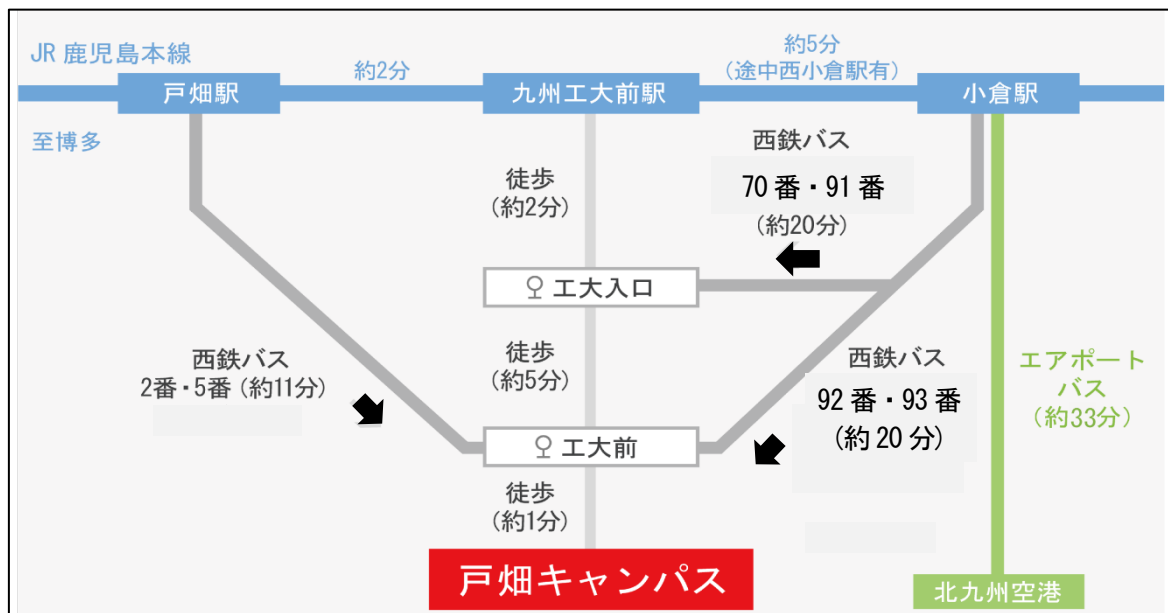 JR 鹿児島本線
約2分
約5分
（途中西小倉駅有）
戸畑駅
九州工大前駅
小倉駅
至博多
徒歩
(約2分)
西鉄バス
70 番・91 番
(約20分)
工大入口
西鉄バス
2番・5番 (約11分)
徒歩
(約5分)
西鉄バス
92 番・93 番
(約 20 分)
エアポート
バス
(約33分)
工大前
徒歩
(約1分)
戸畑キャンパス
北九州空港